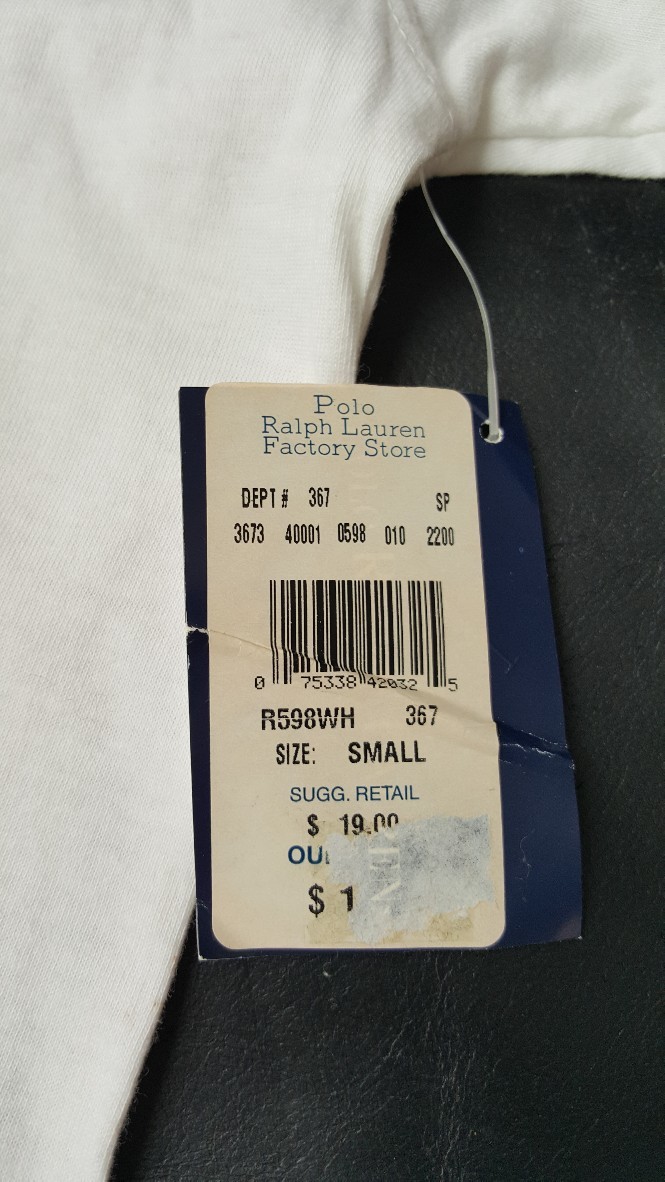 Polo
Ralph Lauren
Factory Store
DEPT # 367 SP
3673 40001 0598 010 2200
0 75338 42032 5
R598WH 367
SIZE: SMALL
SUGG. RETAIL
$ 19.00
$ 1